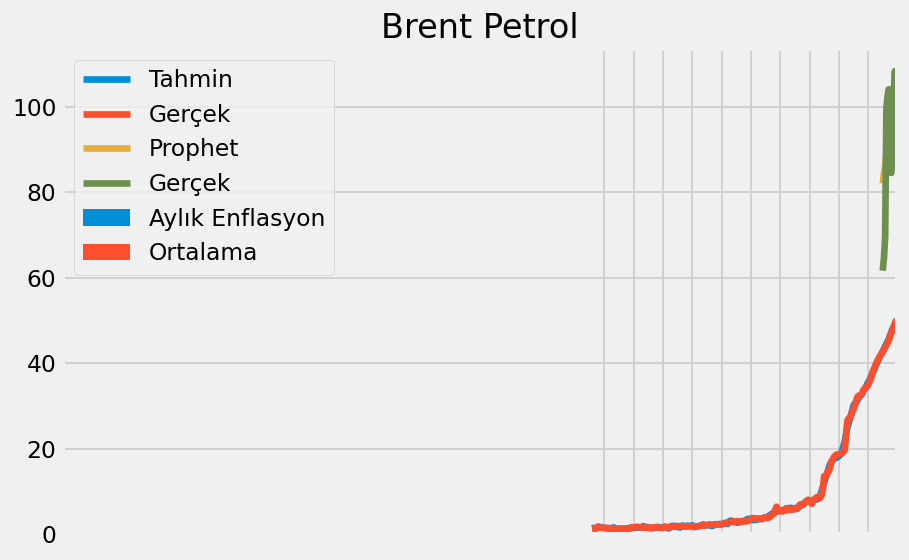 Brent Petrol
Tahmin
Gerçek
Prophet
Gerçek
Aylık Enflasyon
Ortalama
100
80
60
40
20
0